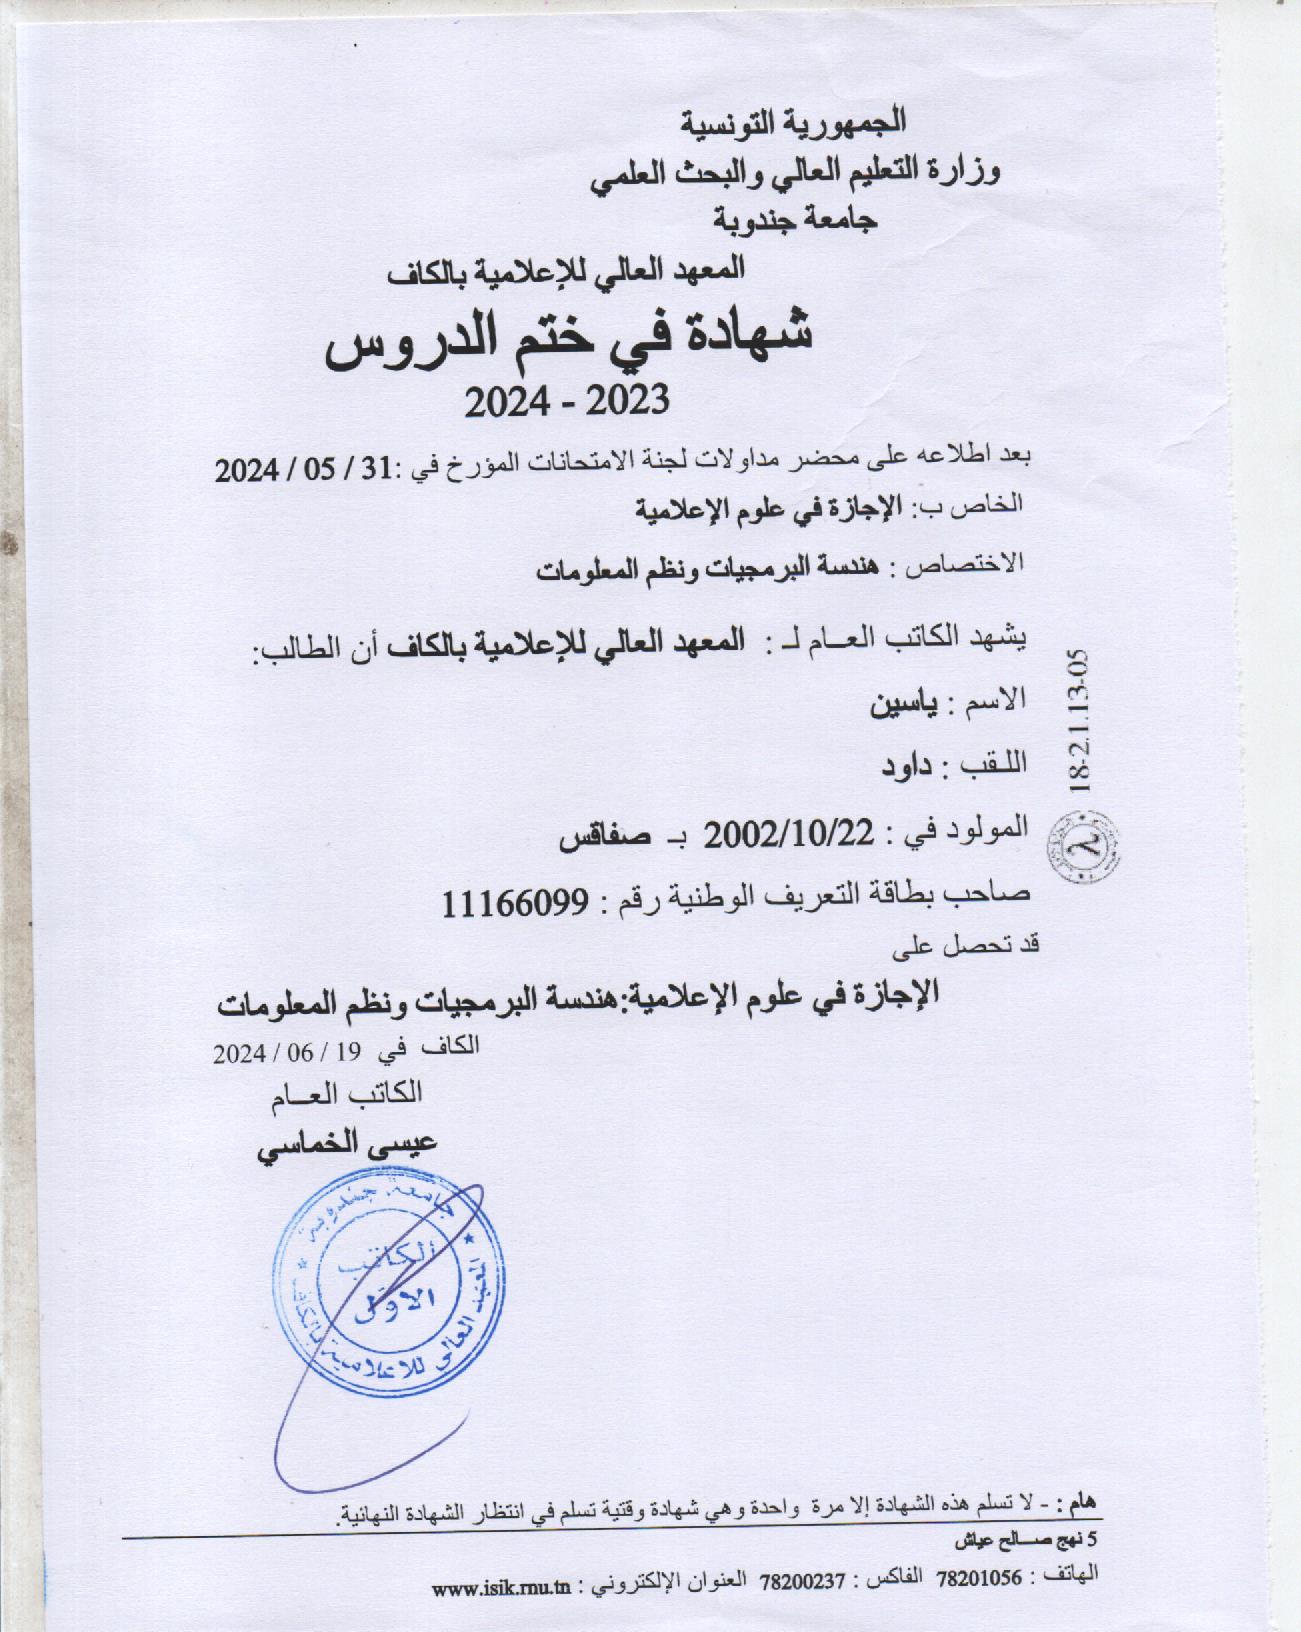 الجمهورية التونسية
وزارة التعليم العالي والبحث العلمي
جامعة جندوبة
المعهد العالي للإعلامية بالكاف
شهادة في ختم الدروس
2023 - 2024
بعد اطلاعه على محضر مداولات لجنة الامتحانات المؤرخ في :31 / 05 / 2024
الخاص ب: الإجازة في علوم الإعلامية
الاختصاص : هندسة البرمجيات ونظم المعلومات
يشهد الكاتب العـــام لـ : المعهد العالي للإعلامية بالكاف أن الطالب:
الاسم : ياسين
اللـقب : داود
المولود في : 2002/10/22 بـ صفاقس
صاحب بطاقة التعريف الوطنية رقم : 11166099
قد تحصل على
الإجازة في علوم الإعلامية:هندسة البرمجيات ونظم المعلومات
الكاف في 19 / 06 / 2024
الكاتب العـــام
عيسى الخماسي
جامعة جندوبة
الكاتب
الأول
المعهد العالي للاعلامية بالكاف
18-2.1.13-05
هام : - لا تسلم هذه الشهادة إلا مرة واحدة وهي شهادة وقتية تسلم في انتظار الشهادة النهائية.
5 نهج صـــالح عياش
الهاتف : 78201056 الفاكس : 78200237 العنوان الإلكتروني : www.isik.rnu.tn